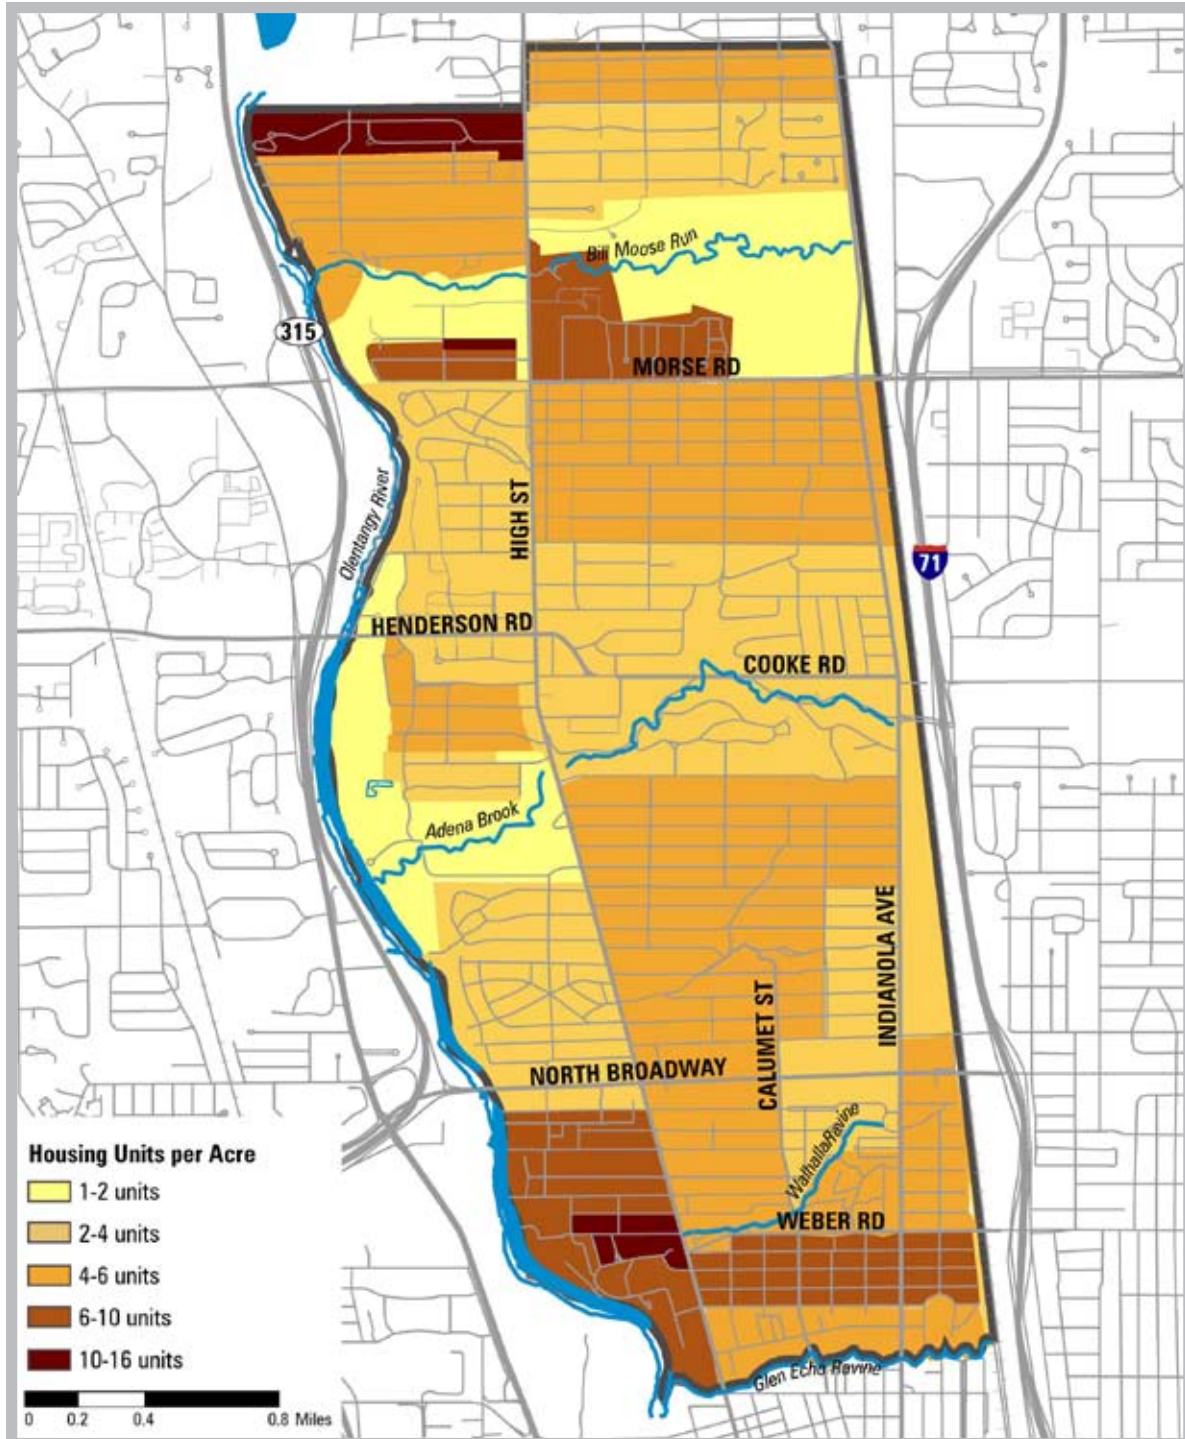 Bill Moose Run
315
MORSE RD
Olentangy River
HIGH ST
71
HENDERSON RD
COOKE RD
Adena Brook
INDIANOLA AVE
CALUMET ST
NORTH BROADWAY
WalhallaRavine
WEBER RD
Glen Echo Ravine
Housing Units per Acre
1-2 units
2-4 units
4-6 units
6-10 units
10-16 units
0 0.2 0.4 0.8 Miles